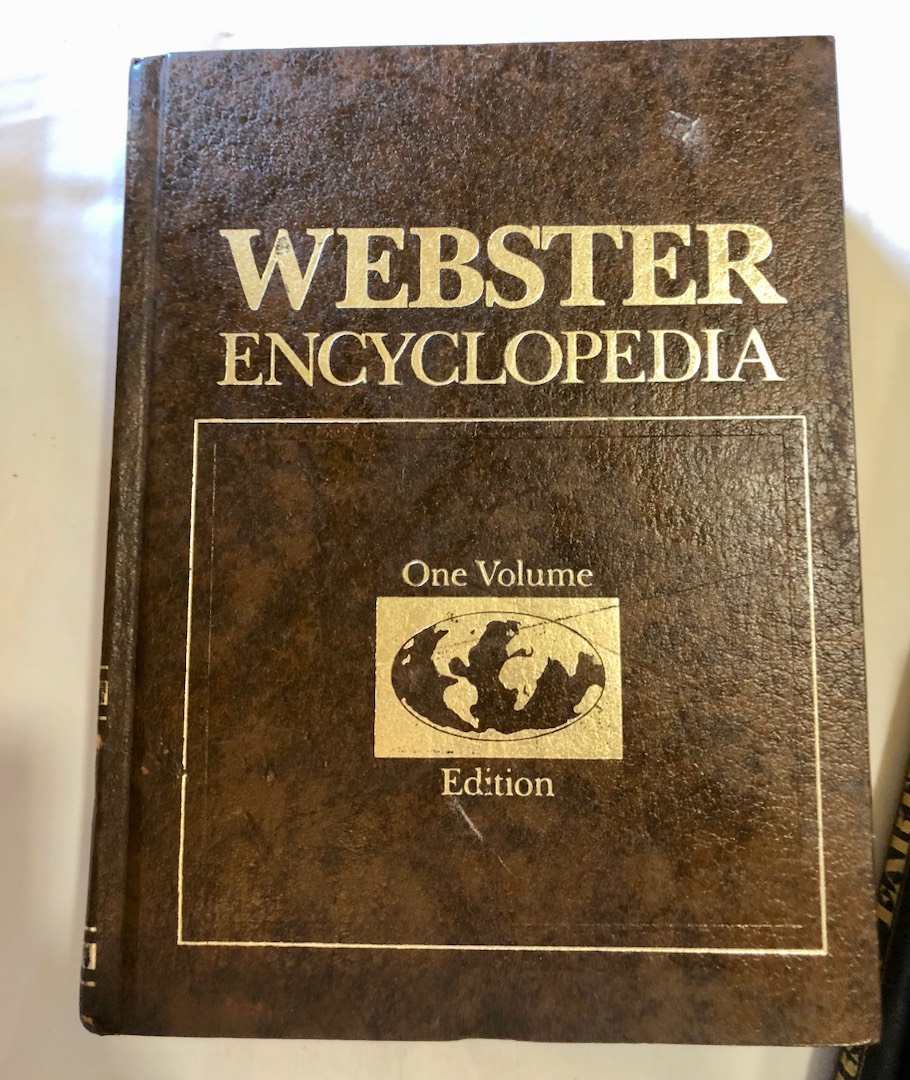 WEBSTER
ENCYCLOPEDIA
One Volume
Edition